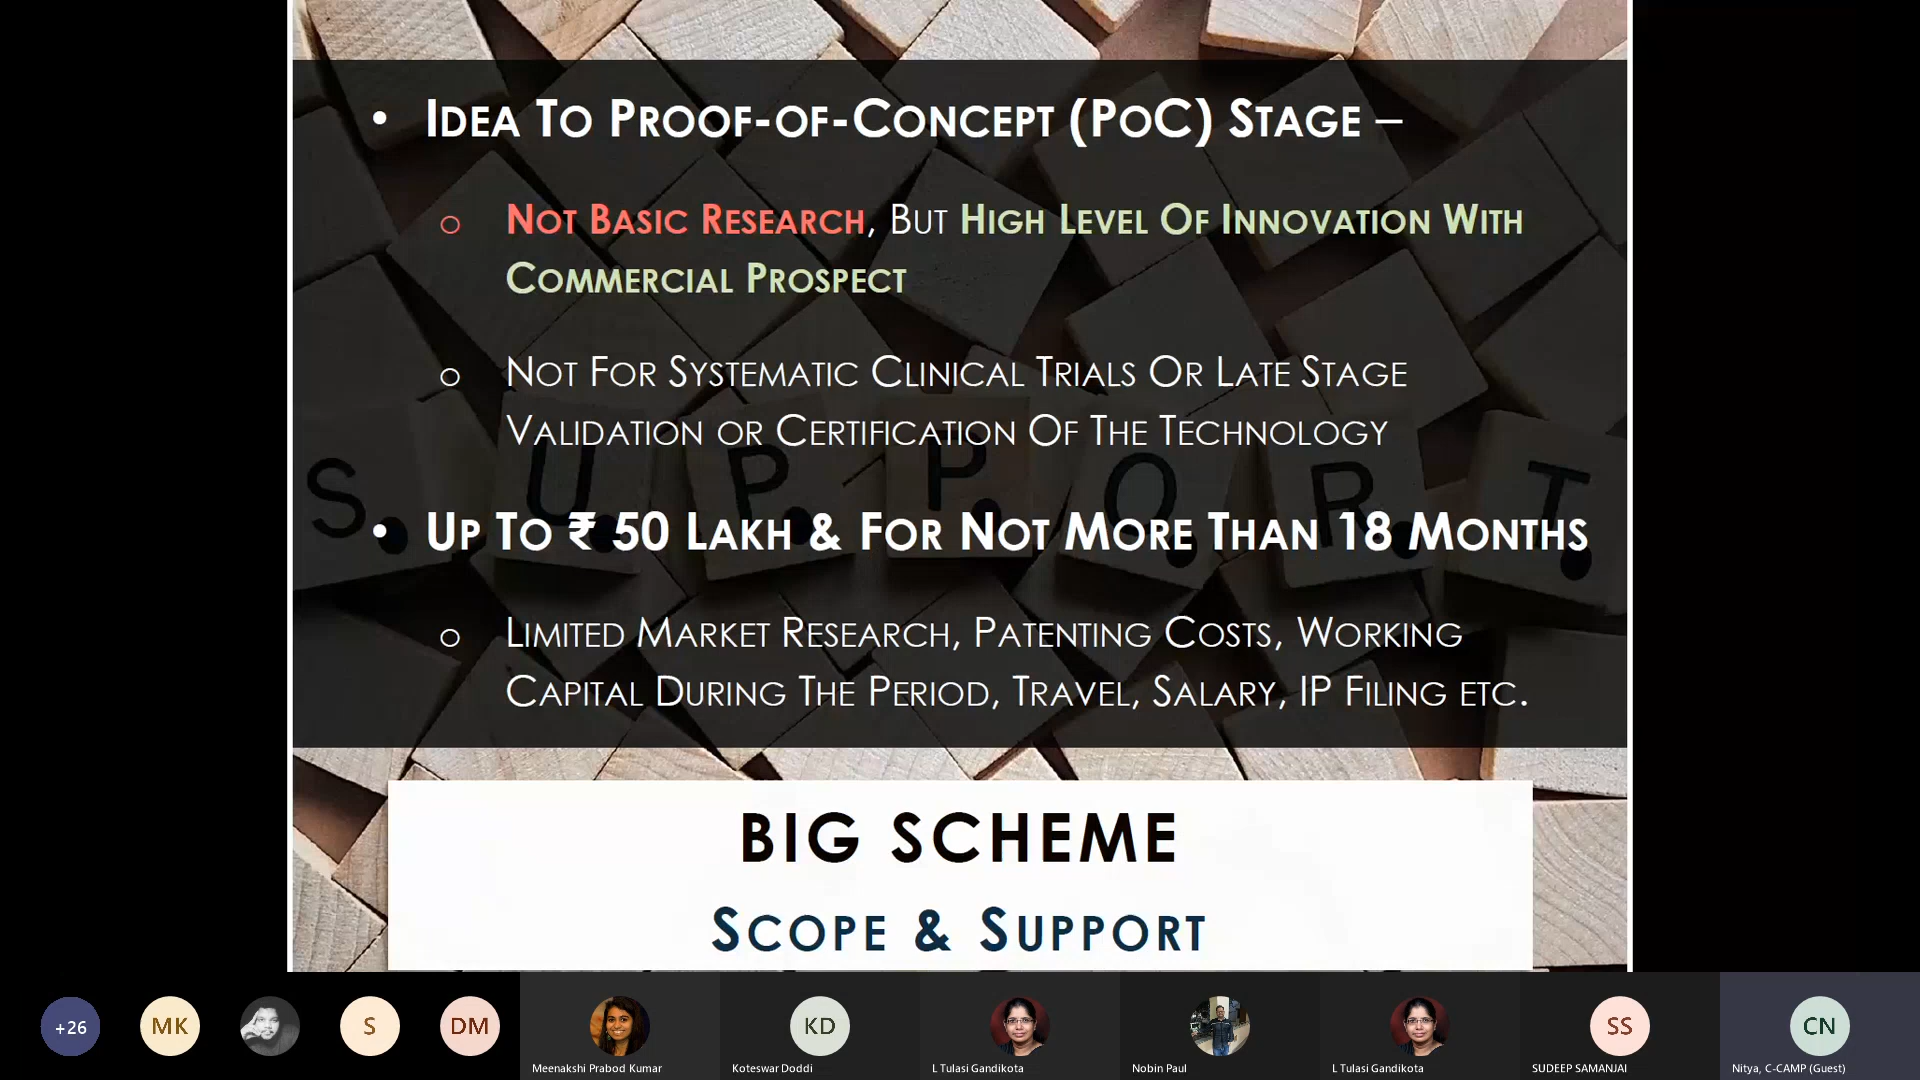 • IDEA TO PROOF-OF-CONCEPT (POC) STAGE –
o NOT BASIC RESEARCH, BUT HIGH LEVEL OF INNOVATION WITH
COMMERCIAL PROSPECT
o NOT FOR SYSTEMATIC CLINICAL TRIALS OR LATE STAGE
VALIDATION OR CERTIFICATION OF THE TECHNOLOGY
SUPPORT
• UP TO ₹ 50 LAKH & FOR NOT MORE THAN 18 MONTHS
o LIMITED MARKET RESEARCH, PATENTING COSTS, WORKING
CAPITAL DURING THE PERIOD, TRAVEL, SALARY, IP FILING ETC.
BIG SCHEME
SCOPE & SUPPORT
+26 MK S DM KD SS CN
Meenakshi Prabod Kumar Koteswar Doddi L Tulasi Gandikota Nobin Paul L Tulasi Gandikota SUDEEP SAMANJAI Nitya, C-CAMP (Guest)